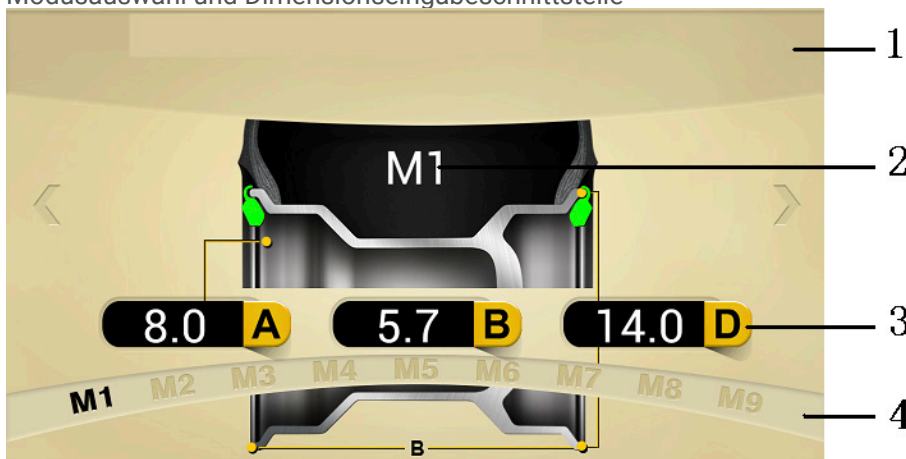 Modusauswahl und Dimensionseingabeschnittstelle
1
M1
2
8.0 A 5.7 B 14.0 D
3
M1 M2 M3 M4 M5 M6 M7 M8 M9
4
B